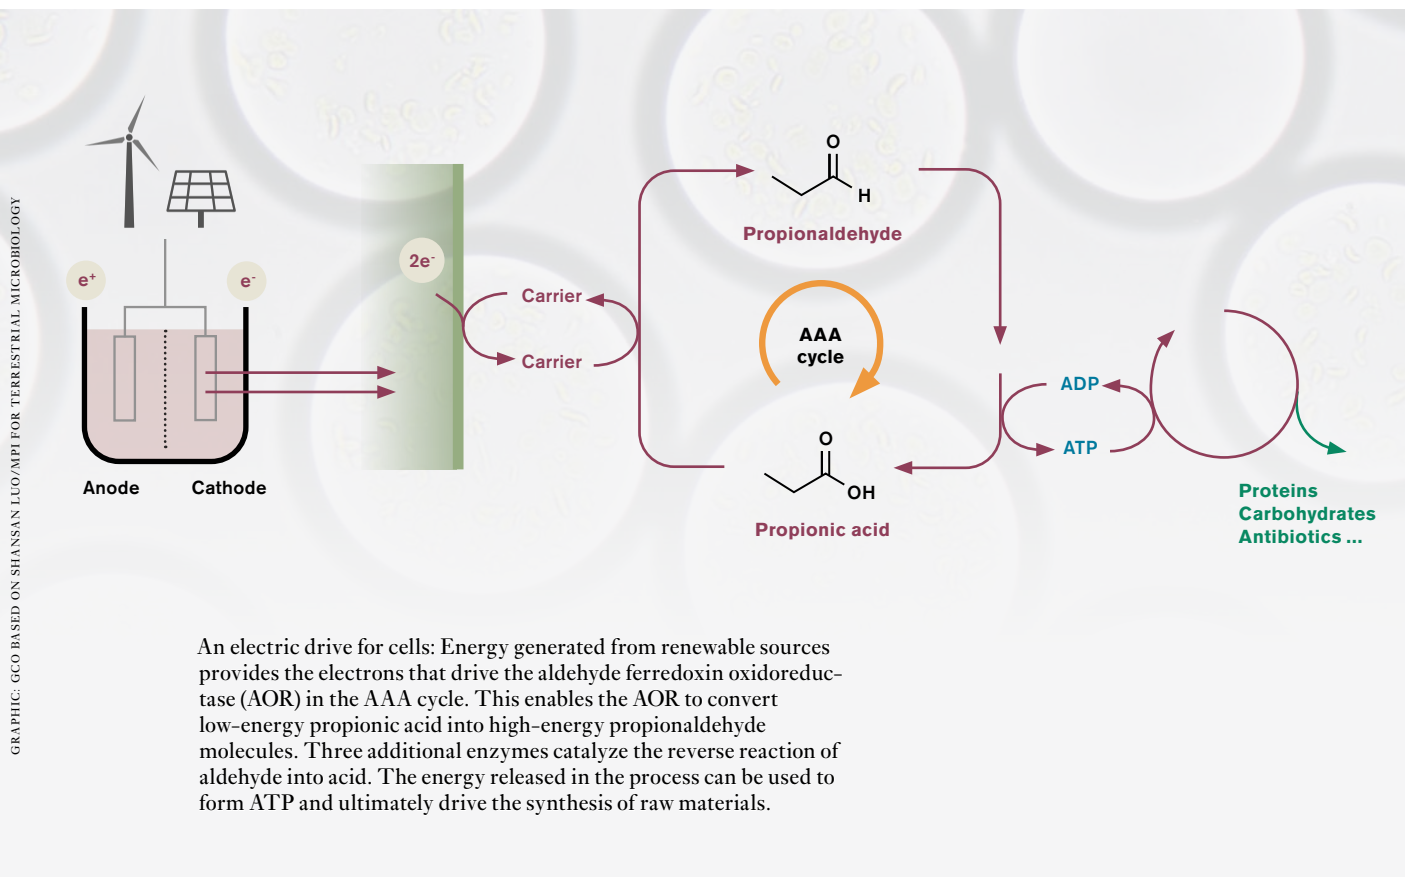 GRAPHIC: GCO BASED ON SHANSAN LUO/MPI FOR TERRESTRIAL MICROBIOLOGY
e+
e-
Anode
Cathode
2e-
Carrier
Carrier
O
H
Propionaldehyde
AAA
cycle
O
OH
Propionic acid
ADP
ATP
Proteins
Carbohydrates
Antibiotics ...
An electric drive for cells: Energy generated from renewable sources
provides the electrons that drive the aldehyde ferredoxin oxidoreduc-
tase (AOR) in the AAA cycle. This enables the AOR to convert
low-energy propionic acid into high-energy propionaldehyde
molecules. Three additional enzymes catalyze the reverse reaction of
aldehyde into acid. The energy released in the process can be used to
form ATP and ultimately drive the synthesis of raw materials.